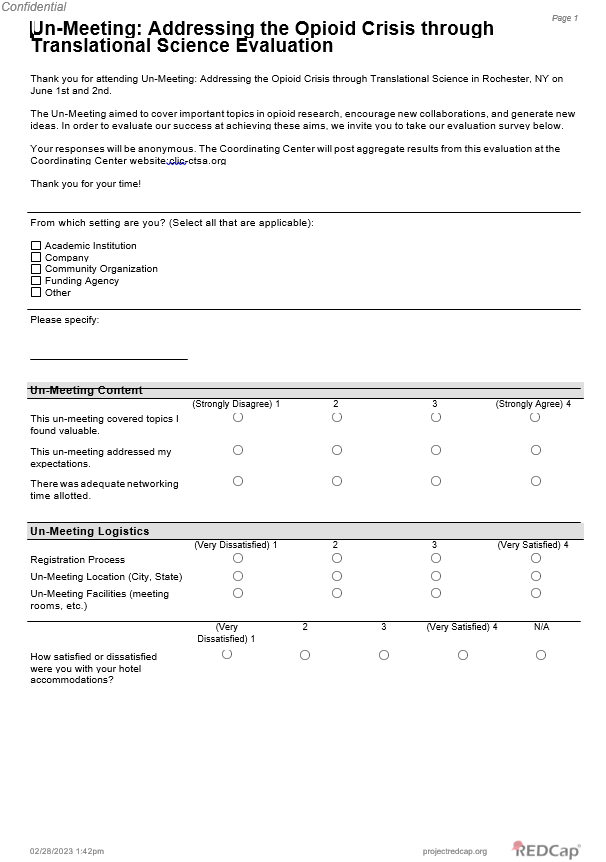 Confidential
Page 1
Un-Meeting: Addressing the Opioid Crisis through
Translational Science Evaluation
Thank you for attending Un-Meeting: Addressing the Opioid Crisis through Translational Science in Rochester, NY on
June 1st and 2nd.
The Un-Meeting aimed to cover important topics in opioid research, encourage new collaborations, and generate new
ideas. In order to evaluate our success at achieving these aims, we invite you to take our evaluation survey below.
Your responses will be anonymous. The Coordinating Center will post aggregate results from this evaluation at the
Coordinating Center website:clic-ctsa.org
Thank you for your time!
From which setting are you? (Select all that are applicable):
Academic Institution
Company
Community Organization
Funding Agency
Other
Please specify:
Un-Meeting Content
(Strongly Disagree) 1 2 3 (Strongly Agree) 4
This un-meeting covered topics I
found valuable.
This un-meeting addressed my
expectations.
There was adequate networking
time allotted.
Un-Meeting Logistics
(Very Dissatisfied) 1 2 3 (Very Satisfied) 4
Registration Process
Un-Meeting Location (City, State)
Un-Meeting Facilities (meeting
rooms, etc.)
(Very 2 3 (Very Satisfied) 4 N/A
Dissatisfied) 1
How satisfied or dissatisfied
were you with your hotel
accommodations?
02/28/2023 1:42pm
projectredcap.org
REDCap